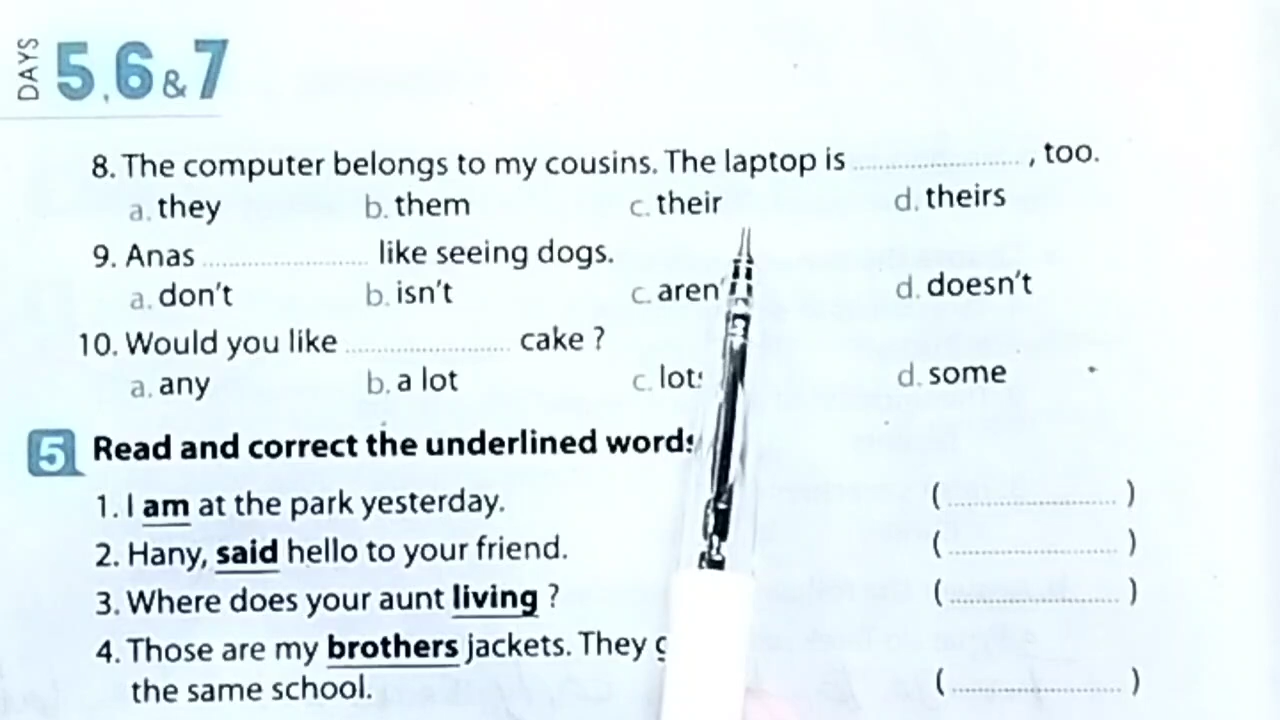 DAYS 5,6&7
8. The computer belongs to my cousins. The laptop is ............ , too.
a. they b. them c. their d. theirs
9. Anas ............ like seeing dogs.
a. don't b. isn't c. aren' d. doesn't
10. Would you like ............ cake ?
a. any b. a lot c. lot d. some
5 Read and correct the underlined words
1. I am at the park yesterday. (............)
2. Hany, said hello to your friend. (............)
3. Where does your aunt living ? (............)
4. Those are my brothers jackets. They
the same school. (............)